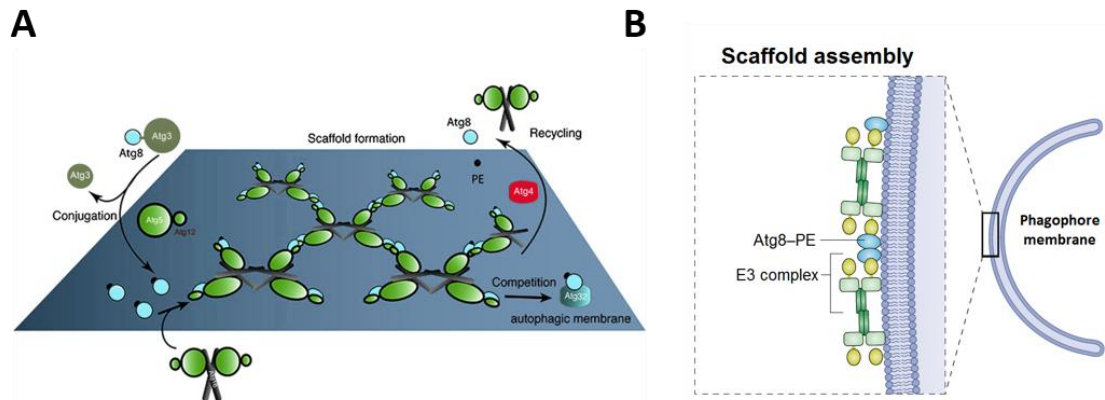 A
B
Scaffold assembly
Atg3
Atg8
Scaffold formation
Atg8
Recycling
Atg3
PE
Atg4
Conjugation
Atg5
Atg12
Competition
Atg32
autophagic membrane
Atg8–PE
E3 complex
Phagophore
membrane